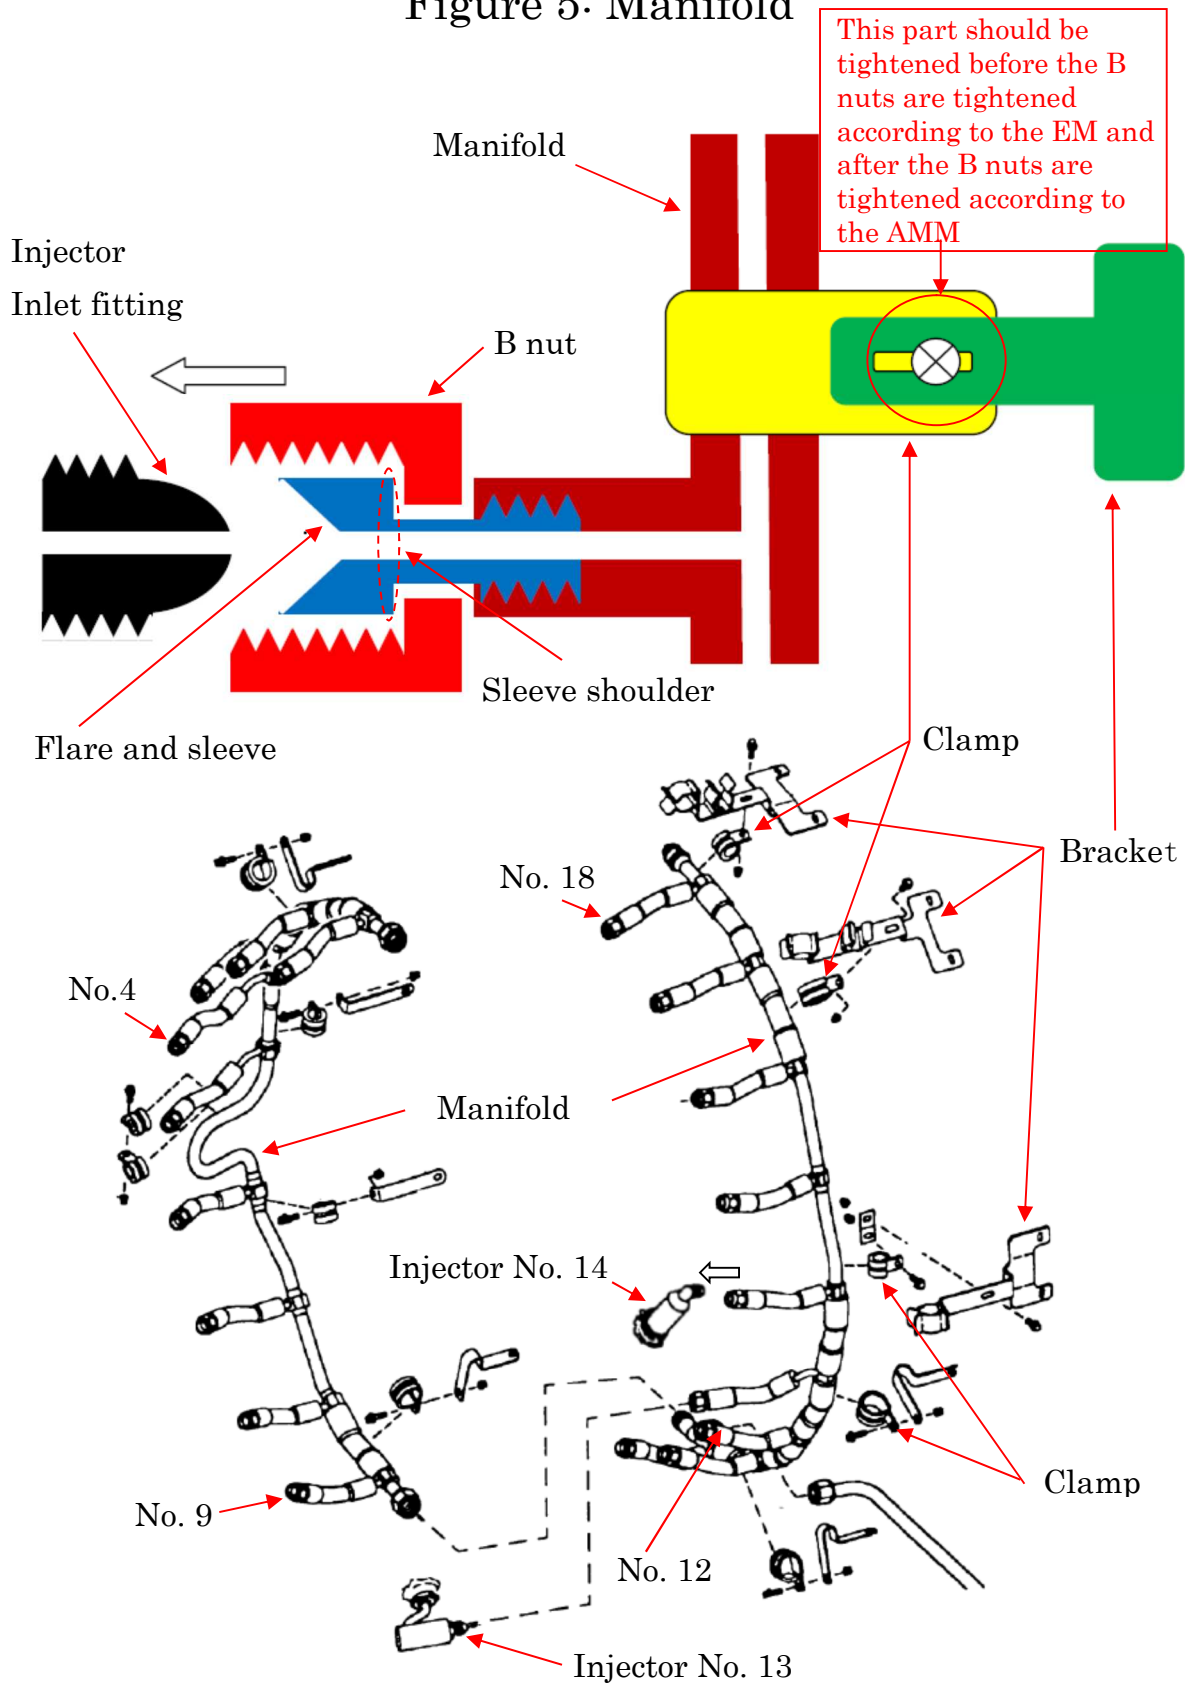 Figure 5: Manifold
This part should be
tightened before the B
nuts are tightened
according to the EM and
after the B nuts are
tightened according to
the AMM
Manifold
Injector
Inlet fitting
B nut
Sleeve shoulder
Flare and sleeve
Clamp
Bracket
No. 18
No.4
Manifold
Injector No. 14
Clamp
No. 9
No. 12
Injector No. 13